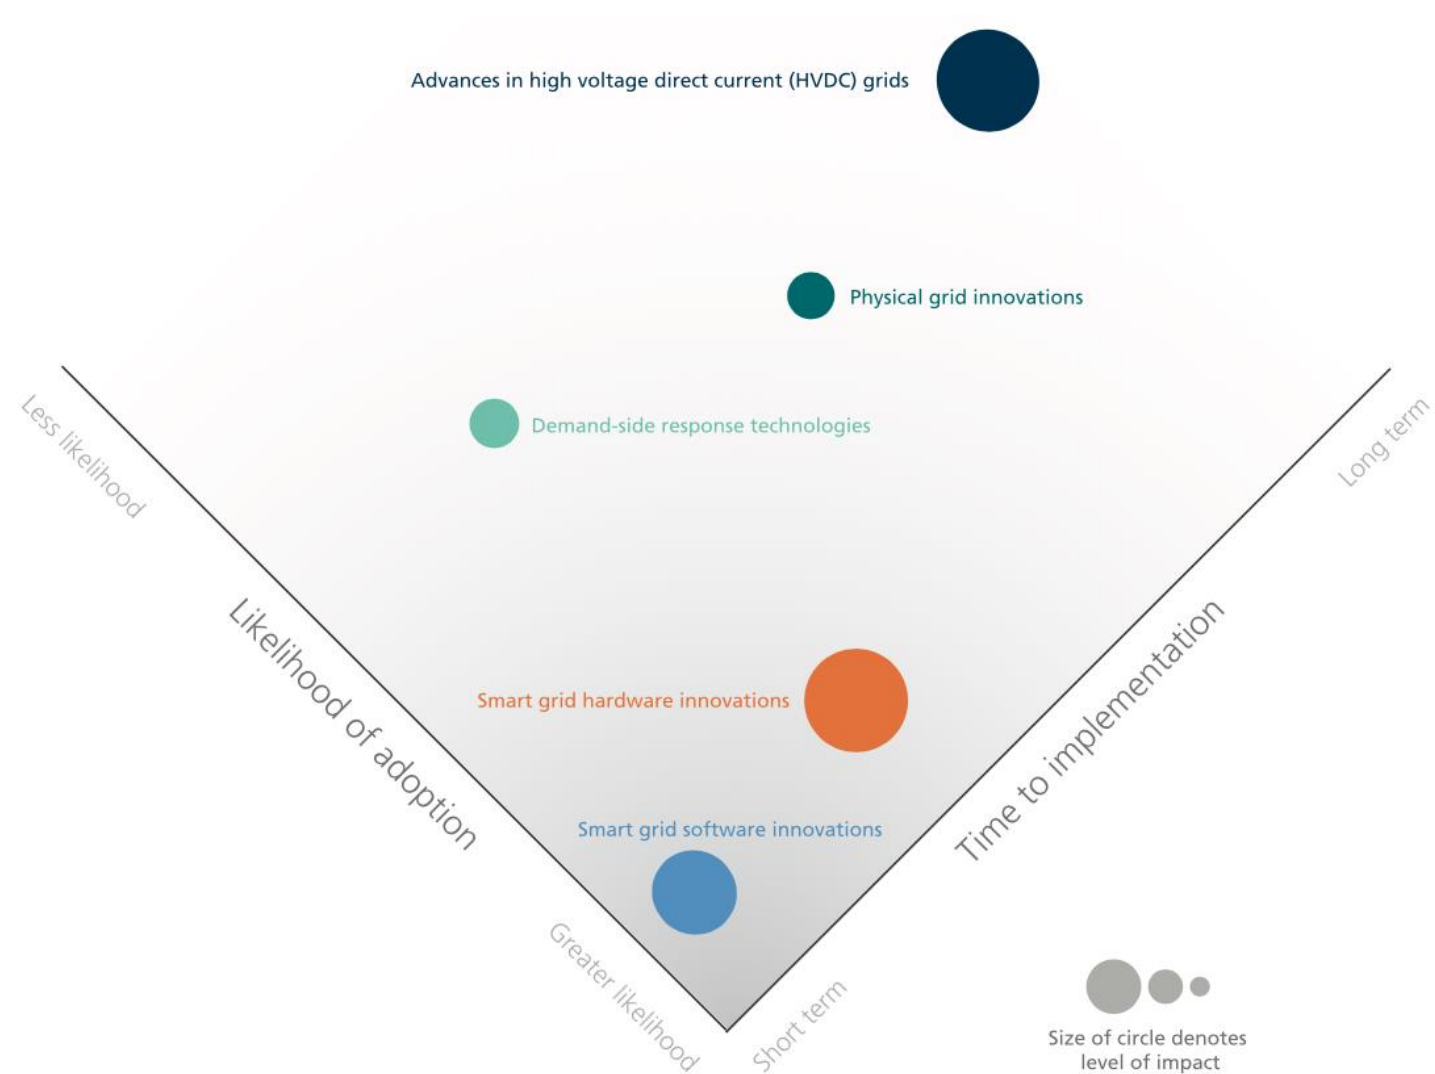 Advances in high voltage direct current (HVDC) grids
Physical grid innovations
Demand-side response technologies
Less likelihood
Long term
Likelihood of adoption
Time to implementation
Smart grid hardware innovations
Smart grid software innovations
Greater likelihood
Short term
Size of circle denotes
level of impact